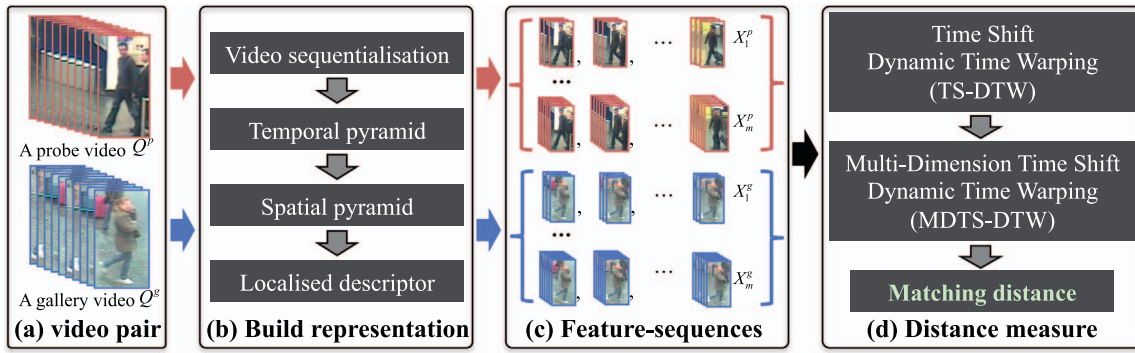 A probe video Q^p
A gallery video Q^g
(a) video pair
Video sequentialisation
Temporal pyramid
Spatial pyramid
Localised descriptor
(b) Build representation
, , ... X_1^p
...
, , ... X_m^p
, , ... X_1^g
...
, , ... X_m^g
(c) Feature-sequences
Time Shift
Dynamic Time Warping
(TS-DTW)
Multi-Dimension Time Shift
Dynamic Time Warping
(MDTS-DTW)
Matching distance
(d) Distance measure